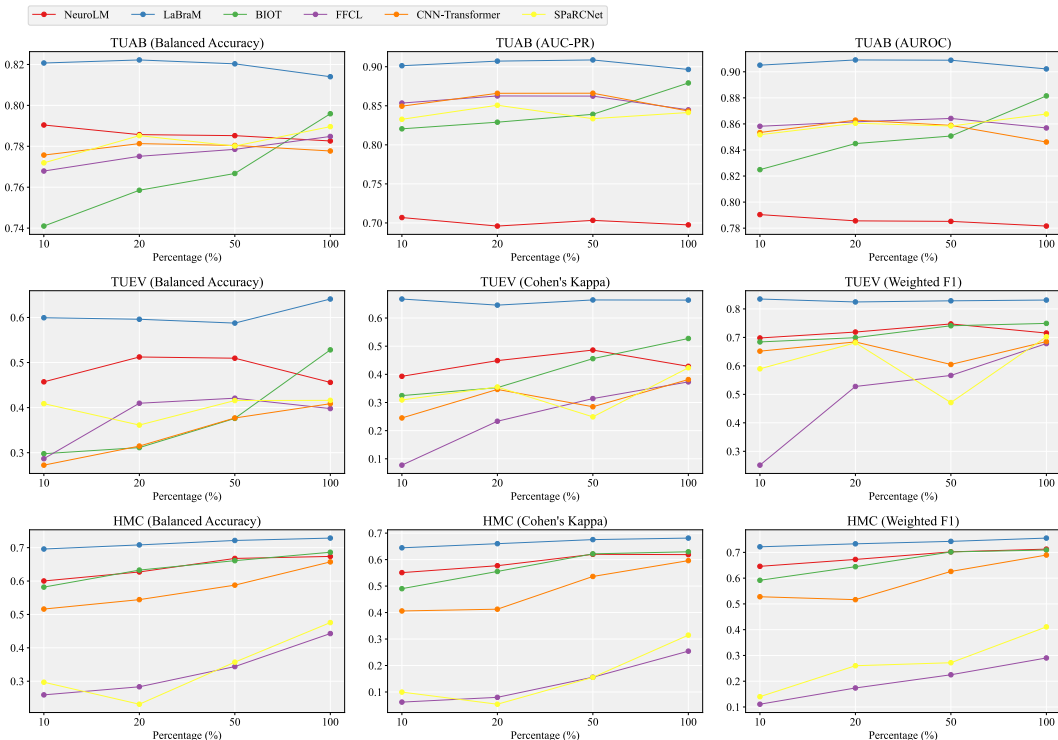 NeuroLM LaBraM BIOT FFCL CNN-Transformer SPaRCNet
TUAB (Balanced Accuracy)
0.82
0.80
0.78
0.76
0.74
10 20 50 100
Percentage (%)
TUAB (AUC-PR)
0.90
0.85
0.80
0.75
0.70
10 20 50 100
Percentage (%)
TUAB (AUROC)
0.90
0.88
0.86
0.84
0.82
0.80
0.78
10 20 50 100
Percentage (%)
TUEV (Balanced Accuracy)
0.6
0.5
0.4
0.3
10 20 50 100
Percentage (%)
TUEV (Cohen's Kappa)
0.6
0.5
0.4
0.3
0.2
0.1
10 20 50 100
Percentage (%)
TUEV (Weighted F1)
0.8
0.7
0.6
0.5
0.4
0.3
10 20 50 100
Percentage (%)
HMC (Balanced Accuracy)
0.7
0.6
0.5
0.4
0.3
10 20 50 100
Percentage (%)
HMC (Cohen's Kappa)
0.7
0.6
0.5
0.4
0.3
0.2
0.1
10 20 50 100
Percentage (%)
HMC (Weighted F1)
0.7
0.6
0.5
0.4
0.3
0.2
0.1
10 20 50 100
Percentage (%)